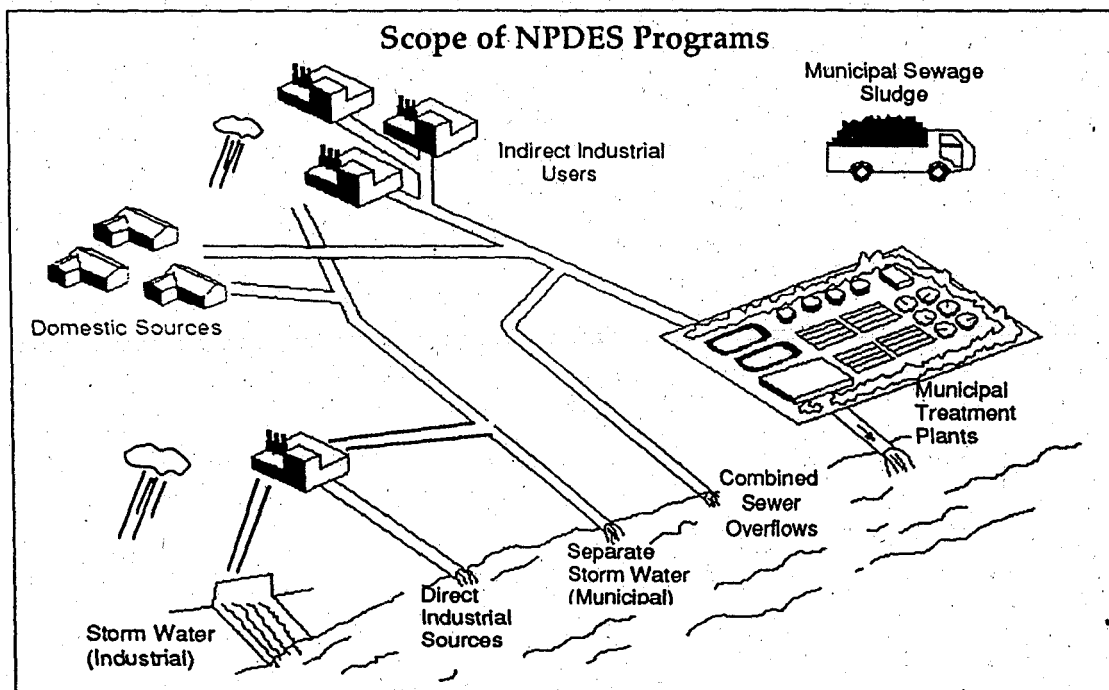 Scope of NPDES Programs
Municipal Sewage
Sludge
Indirect Industrial
Users
Domestic Sources
Municipal
Treatment
Plants
Combined
Sewer
Overflows
Separate
Storm Water
(Municipal)
Direct
Industrial
Sources
Storm Water
(Industrial)